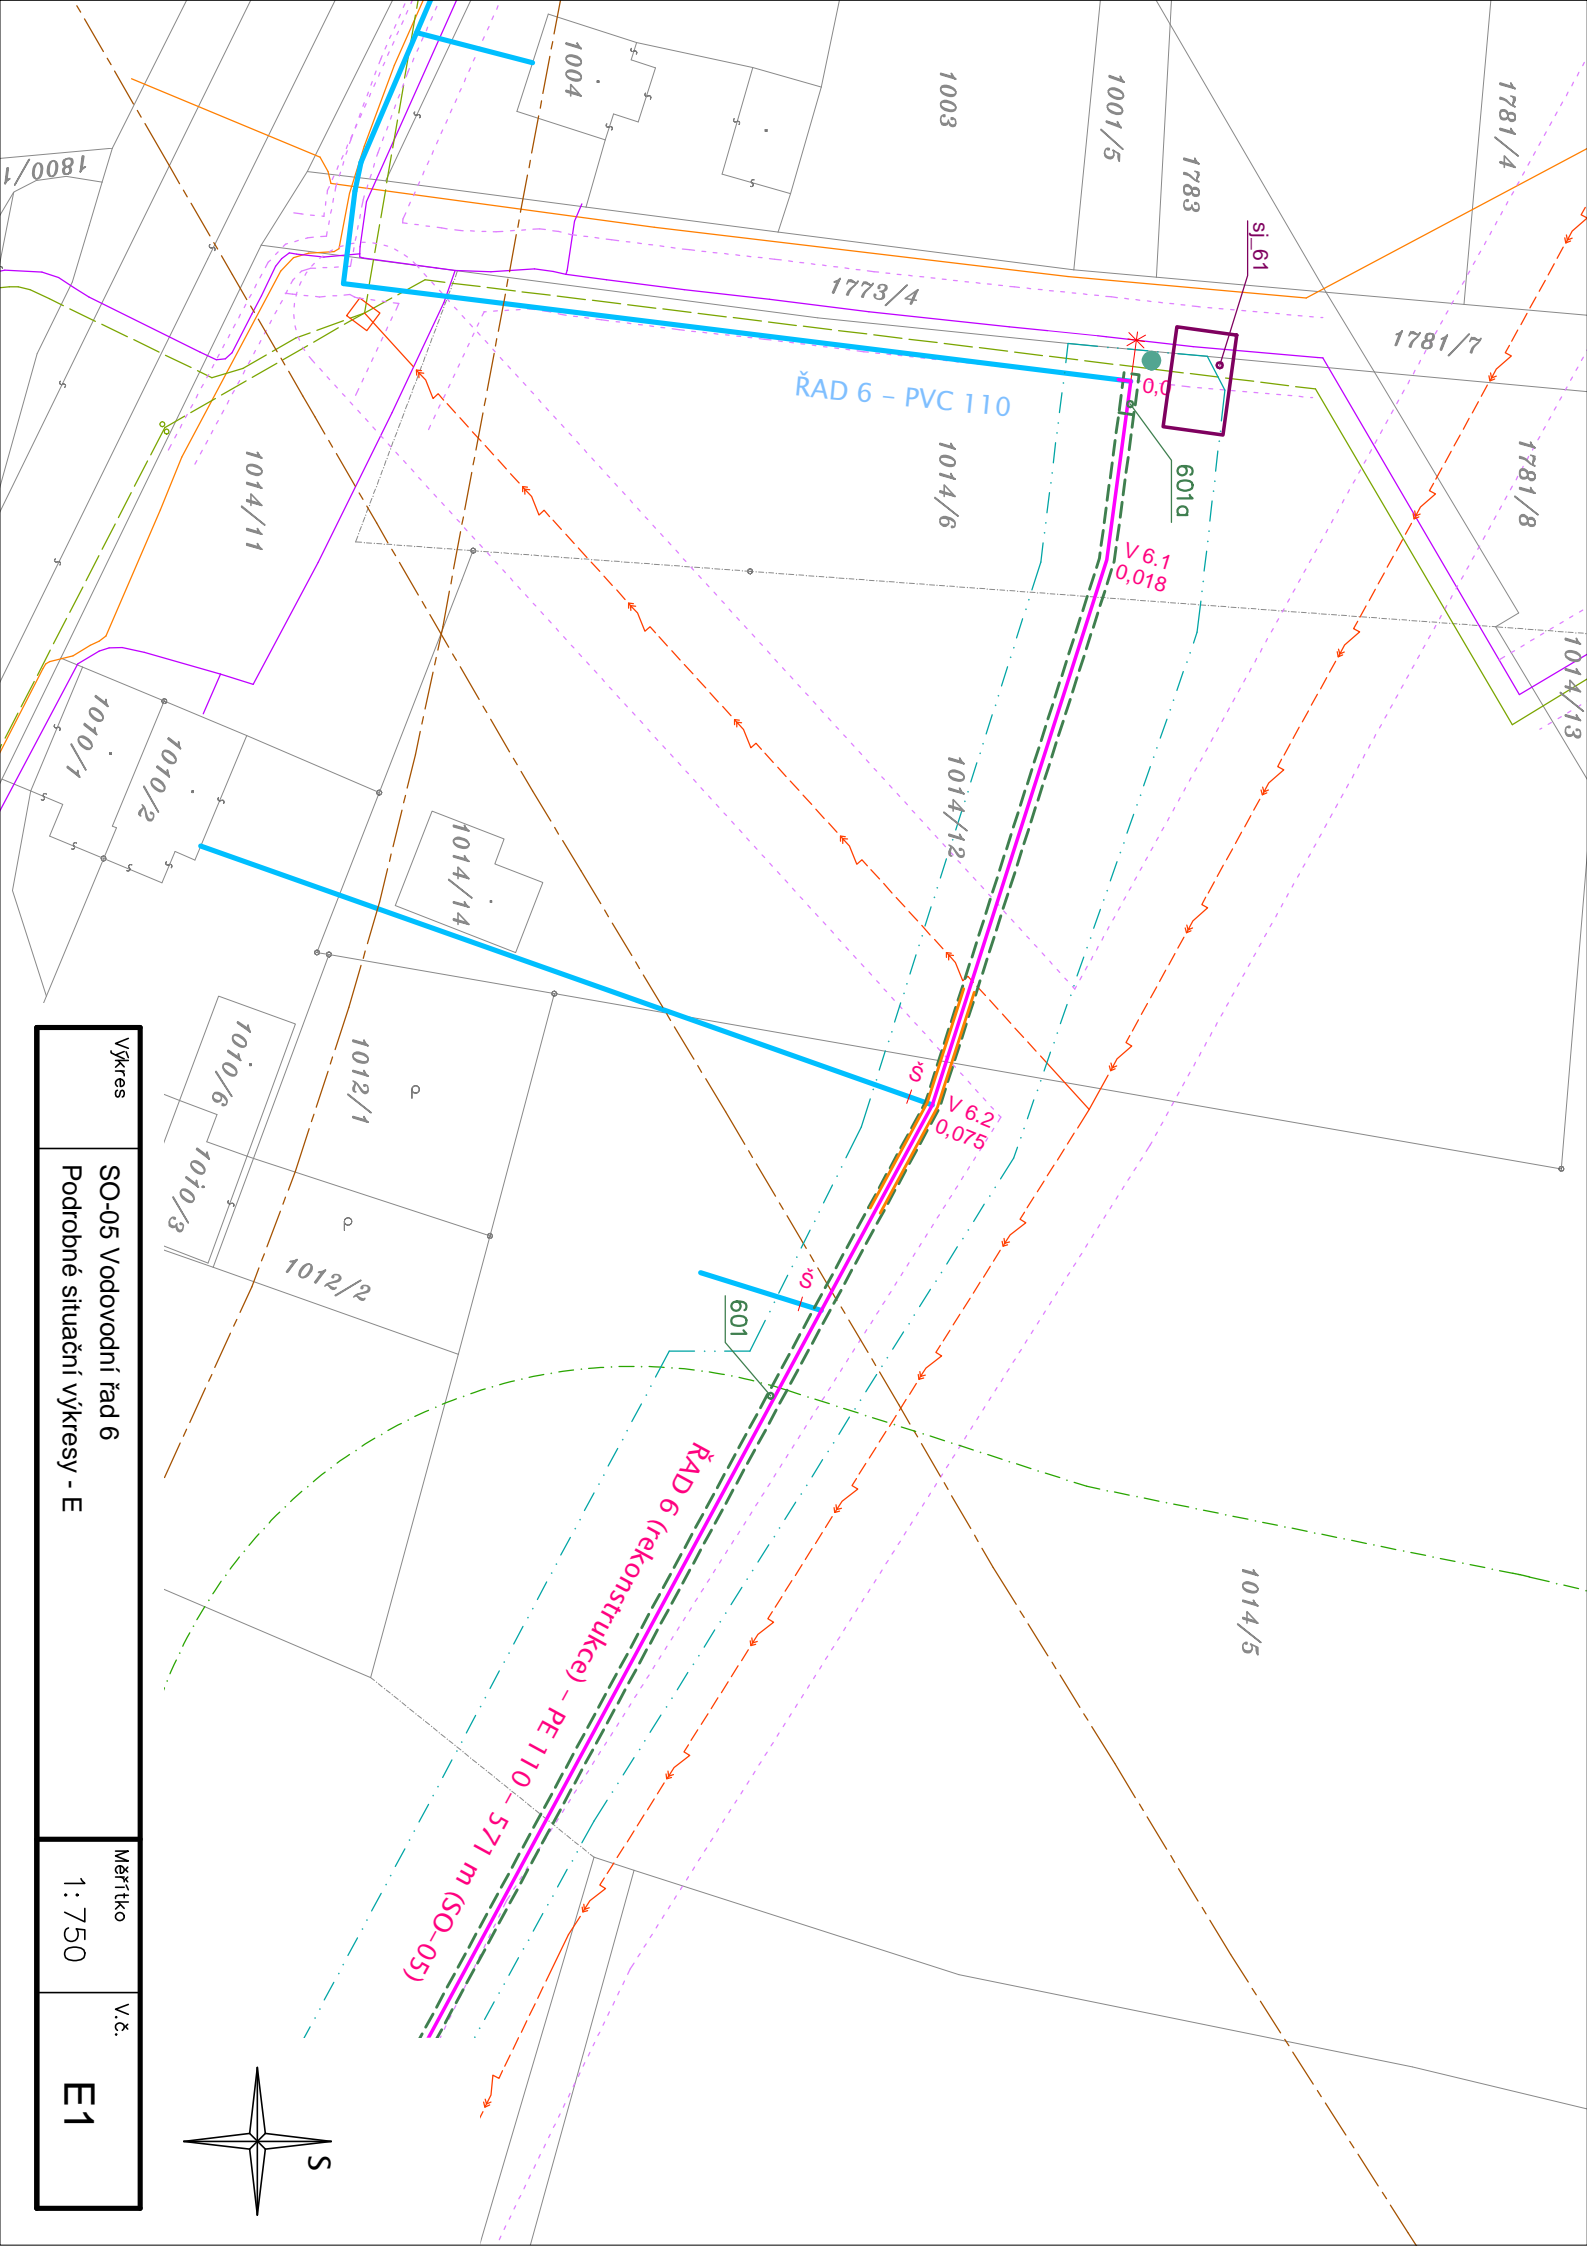 1004
1003
1001/5
1783
1781/4
1800/1
sj_61
1773/4
1781/7
ŘAD 6 - PVC 110
0,0
601a
1014/11
1014/6
1781/8
V 6.1
0,018
1014/13
1010/1
1010/2
1014/14
1014/12
1010/6
1012/1
1010/3
1012/2
Š
V 6.2
0,075
Š
601
ŘAD 6 (rekonstrukce) - PE 110 - 571 m (SO-05)
1014/5
Výkres
SO-05 Vodovodní řad 6
Podrobné situační výkresy - E
Měřítko
1: 750
V.č.
E1
S